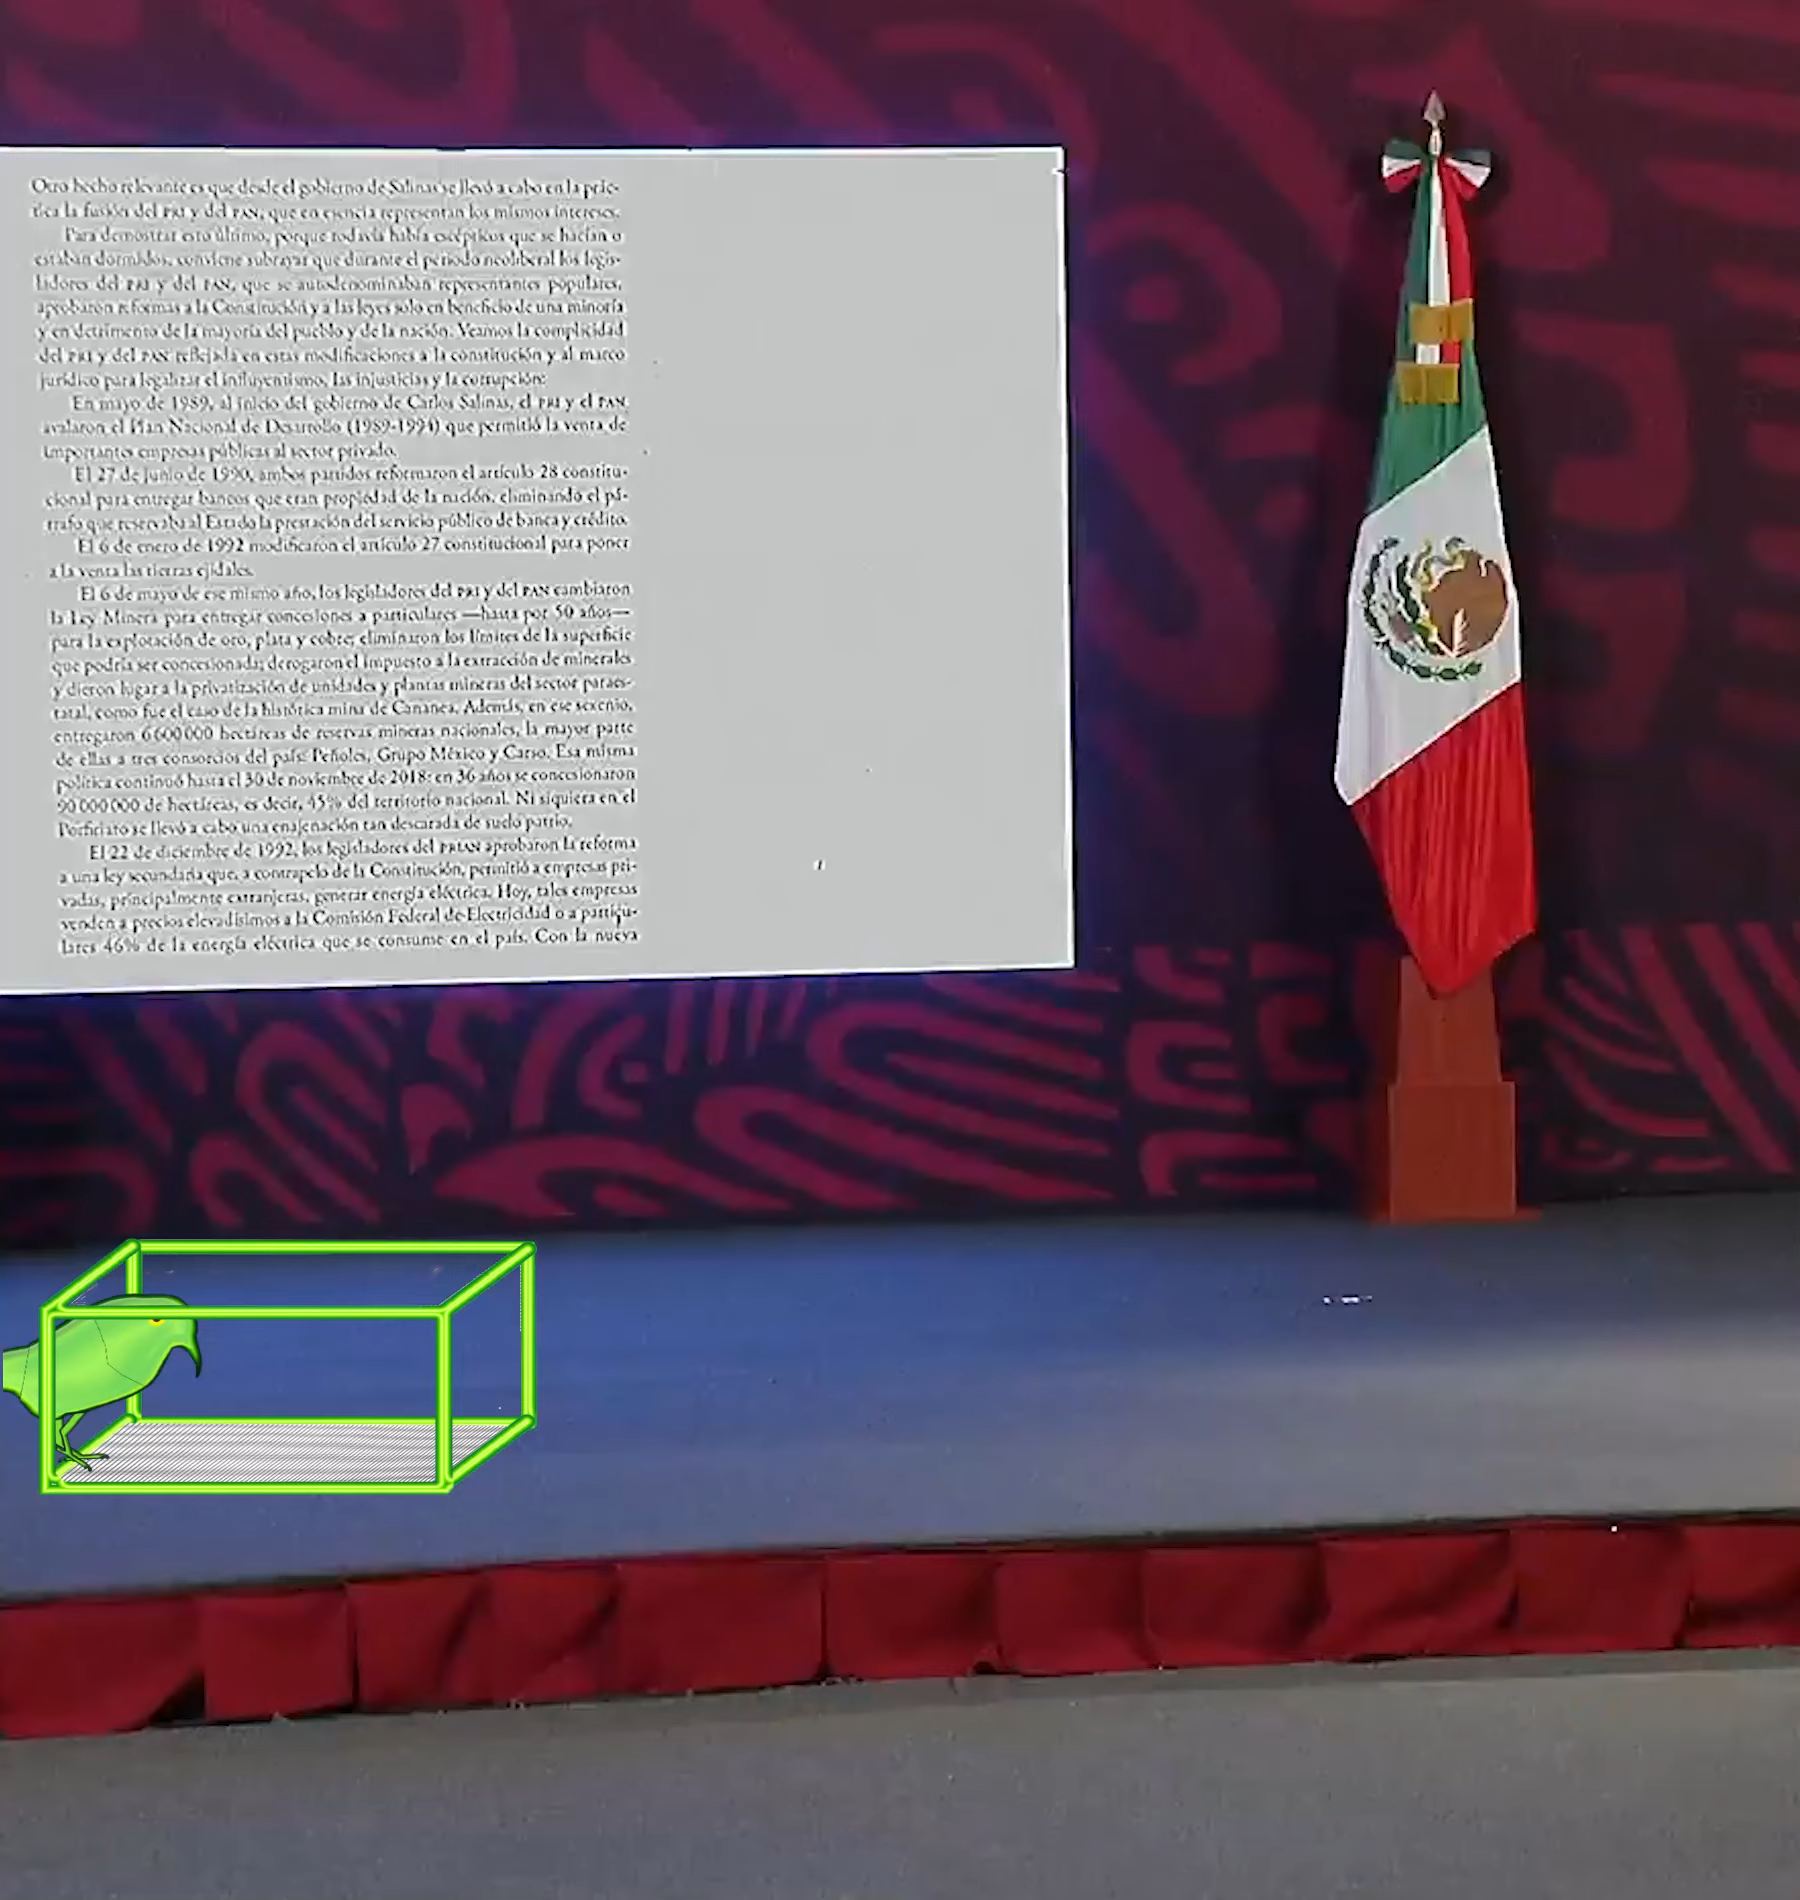 Otro hecho relevante es que desde el gobierno de Salinas se llevó a cabo en la prác-
tica la fusión del PRI y del PAN, que en esencia representan los mismos intereses.
Para demostrar esto último, porque todavía había escépticos que se hacían o
estaban dormidos, conviene subrayar que durante el periodo neoliberal los legis-
ladores del PRI y del PAN, que se autodenominaban representantes populares,
aprobaron reformas a la Constitución y a las leyes solo en beneficio de una minoría
y en detrimento de la mayoría del pueblo y de la nación. Veamos la complicidad
del PRI y del PAN reflejada en estas modificaciones a la constitución y al marco
jurídico para legalizar el influyentismo, las injusticias y la corrupción:
En mayo de 1989, al inicio del gobierno de Carlos Salinas, el PRI y el PAN
avalaron el Plan Nacional de Desarrollo (1989-1994) que permitió la venta de
importantes empresas públicas al sector privado.
El 27 de junio de 1990, ambos partidos reformaron el artículo 28 constitu-
cional para entregar bancos que eran propiedad de la nación, eliminando el pá-
rrafo que reservaba al Estado la prestación del servicio público de banca y crédito.
El 6 de enero de 1992 modificaron el artículo 27 constitucional para poner
a la venta las tierras ejidales.
El 6 de mayo de ese mismo año, los legisladores del PRI y del PAN cambiaron
la Ley Minera para entregar concesiones a particulares —hasta por 50 años—
para la explotación de oro, plata y cobre; eliminaron los límites de la superficie
que podría ser concesionada; derogaron el impuesto a la extracción de minerales
y dieron lugar a la privatización de unidades y plantas mineras del sector paraes-
tatal, como fue el caso de la histórica mina de Cananea. Además, en ese sexenio,
entregaron 6 600 000 hectáreas de reservas mineras nacionales, la mayor parte
de ellas a tres consorcios del país: Peñoles, Grupo México y Carso. Esa misma
política continuó hasta el 30 de noviembre de 2018: en 36 años se concesionaron
90 000 000 de hectáreas, es decir, 45% del territorio nacional. Ni siquiera en el
Porfiriato se llevó a cabo una enajenación tan descarada de suelo patrio.
El 22 de diciembre de 1992, los legisladores del PRIAN aprobaron la reforma
a una ley secundaria que, a contrapelo de la Constitución, permitió a empresas pri-
vadas, principalmente extranjeras, generar energía eléctrica. Hoy, tales empresas
venden a precios elevadísimos a la Comisión Federal de Electricidad o a particu-
lares 46% de la energía eléctrica que se consume en el país. Con la nueva